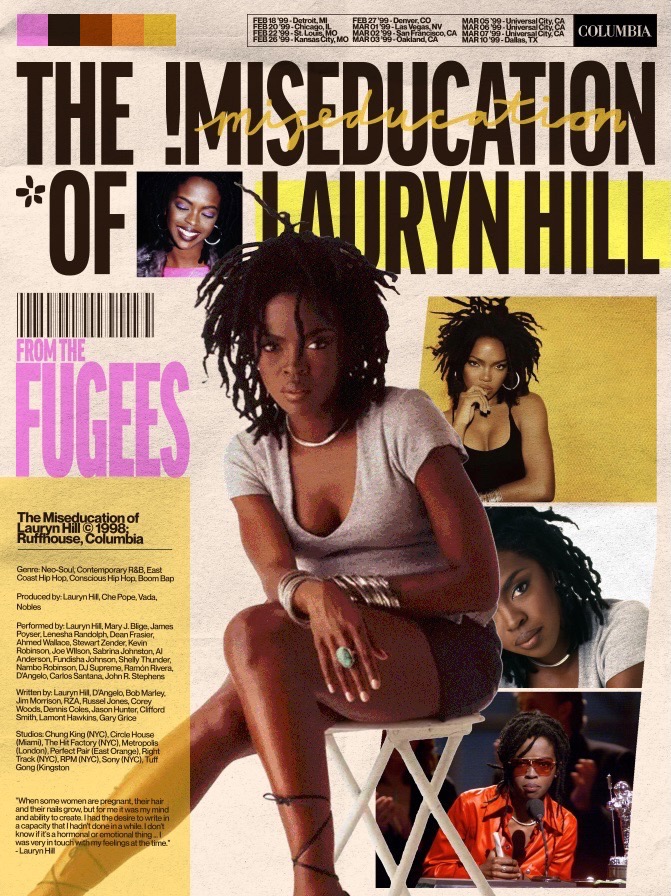 FEB 18 '99 - Detroit, MI
FEB 20 '99 - Chicago, IL
FEB 22 '99 - St. Louis, MO
FEB 26 '99 - Kansas City, MO
FEB 27 '99 - Denver, CO
MAR 01 '99 - Las Vegas, NV
MAR 02 '99 - San Francisco, CA
MAR 03 '99 - Oakland, CA
MAR 05 '99 - Universal City, CA
MAR 06 '99 - Universal City, CA
MAR 07 '99 - Universal City, CA
MAR 10 '99 - Dallas, TX
COLUMBIA
THE !MISEDUCATION
miseducation
*OF LAURYN HILL
FROM THE
FUGEES
The Miseducation of
Lauryn Hill © 1998:
Ruffhouse, Columbia
Genre: Neo-Soul, Contemporary R&B, East
Coast Hip Hop, Conscious Hip Hop, Boom Bap
Produced by: Lauryn Hill, Che Pope, Vada,
Nobles
Performed by: Lauryn Hill, Mary J. Blige, James
Poyser, Lenesha Randolph, Dean Frasier,
Ahmed Wallace, Stewart Zender, Kevin
Robinson, Joe WIlson, Sabrina Johnston, Al
Anderson, Fundisha Johnson, Shelly Thunder,
Nambo Robinson, DJ Supreme, Ramón Rivera,
D'Angelo, Carlos Santana, John R. Stephens
Written by: Lauryn Hill, D'Angelo, Bob Marley,
Jim Morrison, RZA, Russel Jones, Corey
Woods, Dennis Coles, Jason Hunter, Clifford
Smith, Lamont Hawkins, Gary Grice
Studios: Chung King (NYC), Circle House
(Miami), The Hit Factory (NYC), Metropolis
(London), Perfect Pair (East Orange), Right
Track (NYC), RPM (NYC), Sony (NYC), Tuff
Gong (Kingston
"When some women are pregnant, their hair
and their nails grow, but for me it was my mind
and ability to create. I had the desire to write in
a capacity that I hadn't done in a while. I don't
know if it's a hormonal or emotional thing ... I
was very in touch with my feelings at the time."
- Lauryn Hill